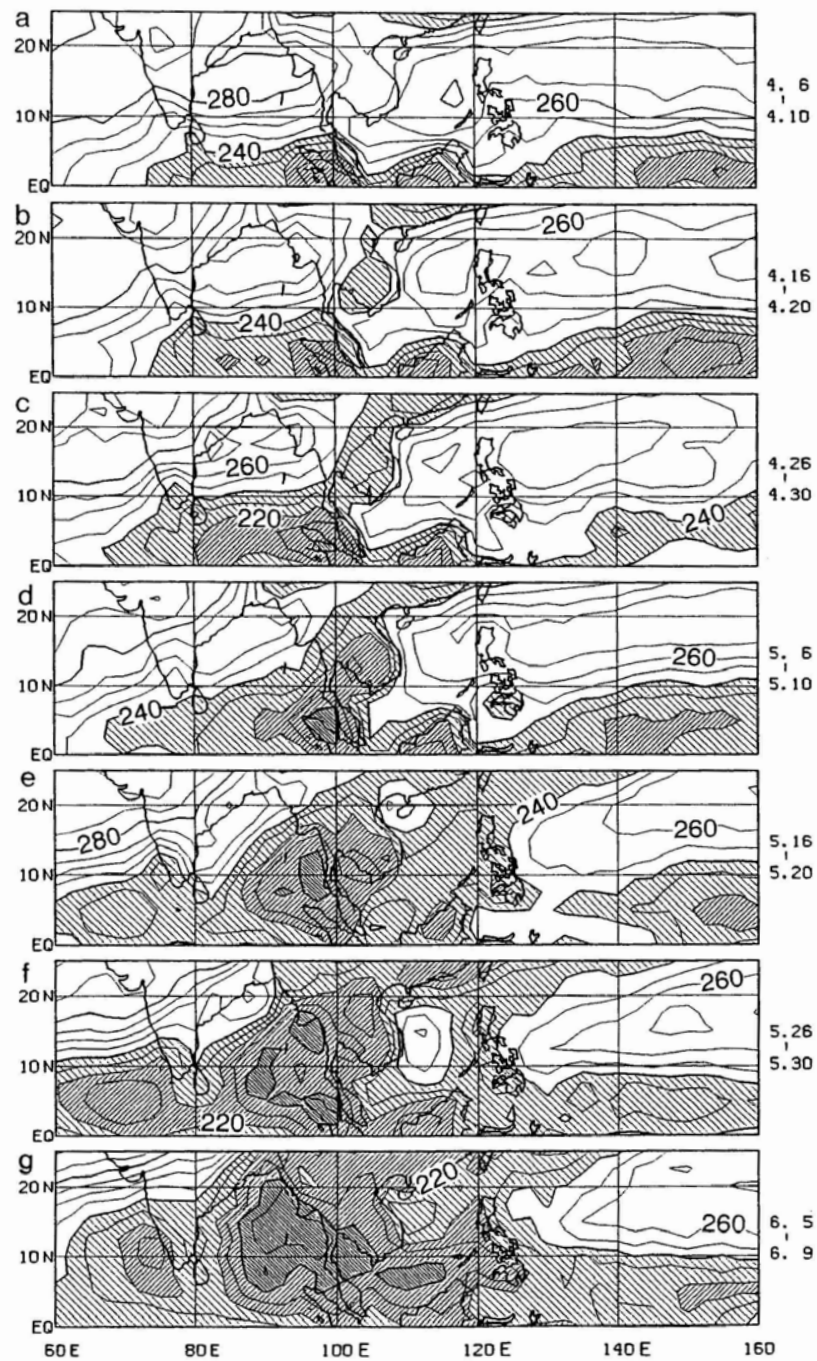 a
20N
10N
EQ
280
240
260
4. 6
4.10
b
20N
10N
EQ
240
260
4.16
4.20
c
20N
10N
EQ
260
220
240
4.26
4.30
d
20N
10N
EQ
240
260
5. 6
5.10
e
20N
10N
EQ
280
240
260
5.16
5.20
f
20N
10N
EQ
220
260
5.26
5.30
g
20N
10N
EQ
220
260
6. 5
6. 9
60E 80E 100E 120E 140E 160